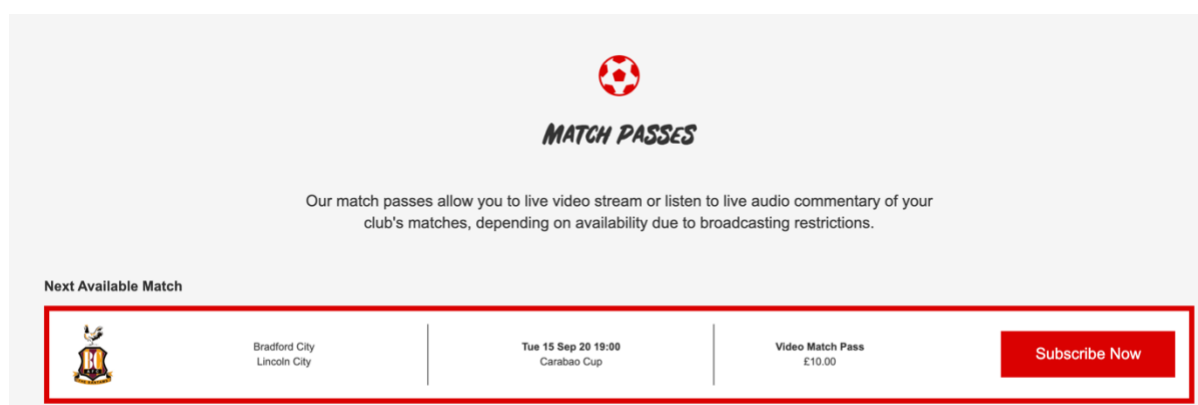 MATCH PASSES
Our match passes allow you to live video stream or listen to live audio commentary of your
club's matches, depending on availability due to broadcasting restrictions.
Next Available Match
Bradford City
Lincoln City
Tue 15 Sep 20 19:00
Carabao Cup
Video Match Pass
£10.00
Subscribe Now